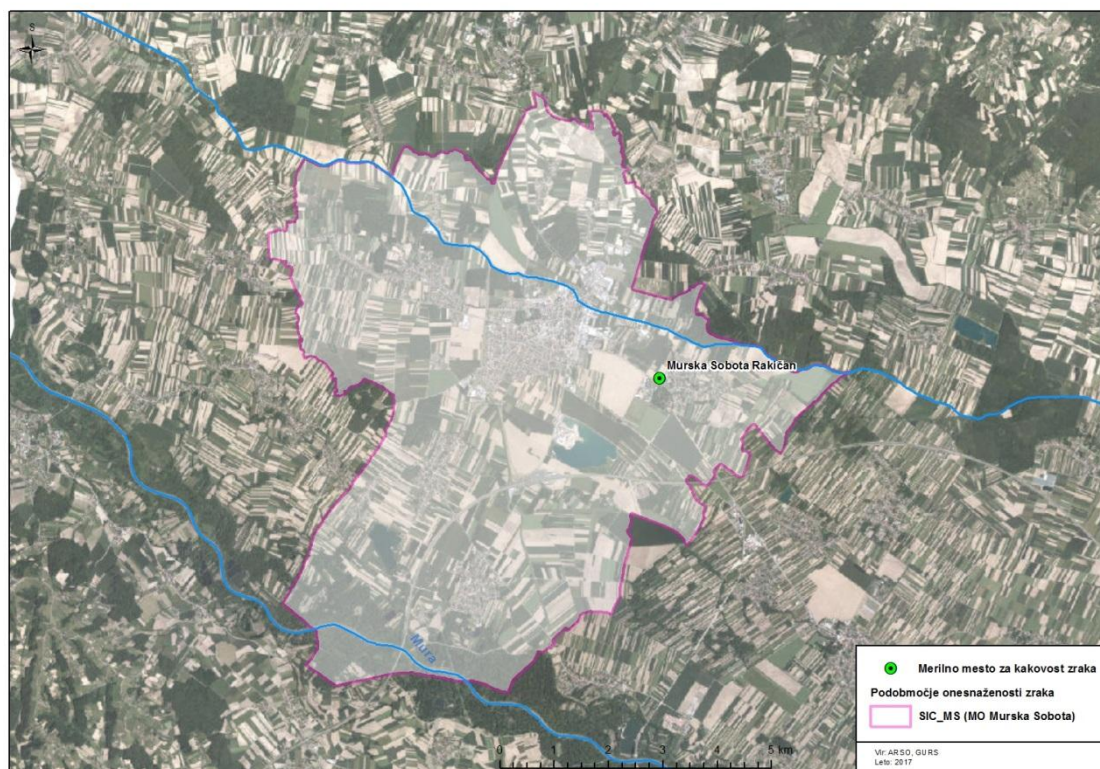 S
Murska Sobota Rakičan
Mura
0 1 2 3 4 5 km
Merilno mesto za kakovost zraka
Podobmočje onesnaženosti zraka
SIC_MS (MO Murska Sobota)
Vir: ARSO, GURS
Leto: 2017